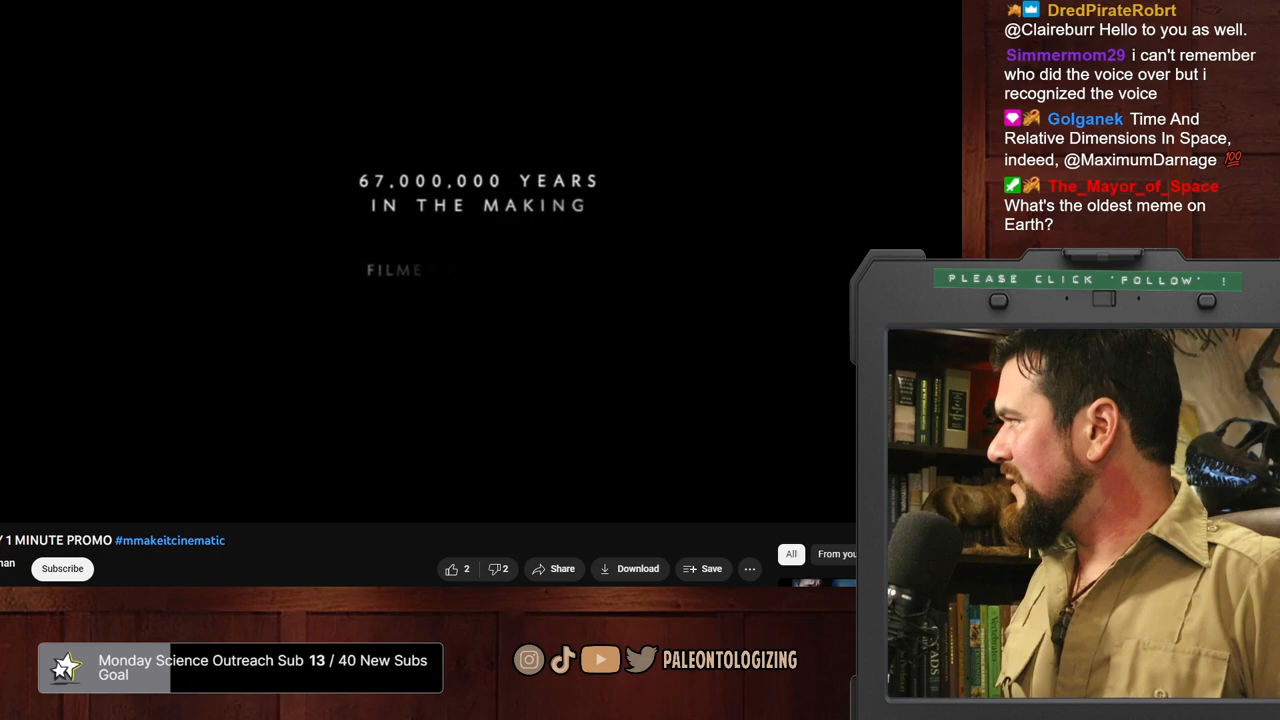 DredPirateRobrt
@Claireburr Hello to you as well.
Simmermom29 i can't remember
who did the voice over but i
recognized the voice
Golganek Time And
Relative Dimensions In Space,
indeed, @MaximumDarnage 💯
The_Mayor_of_Space
What's the oldest meme on
Earth?
67,000,000 YEARS
IN THE MAKING
FILME
PLEASE CLICK "FOLLOW" !
1 MINUTE PROMO #mmakeitcinematic
Subscribe
2
2
Share
Download
Save
All
From you
Monday Science Outreach Sub 13 / 40 New Subs
Goal
PALEONTOLOGIZING